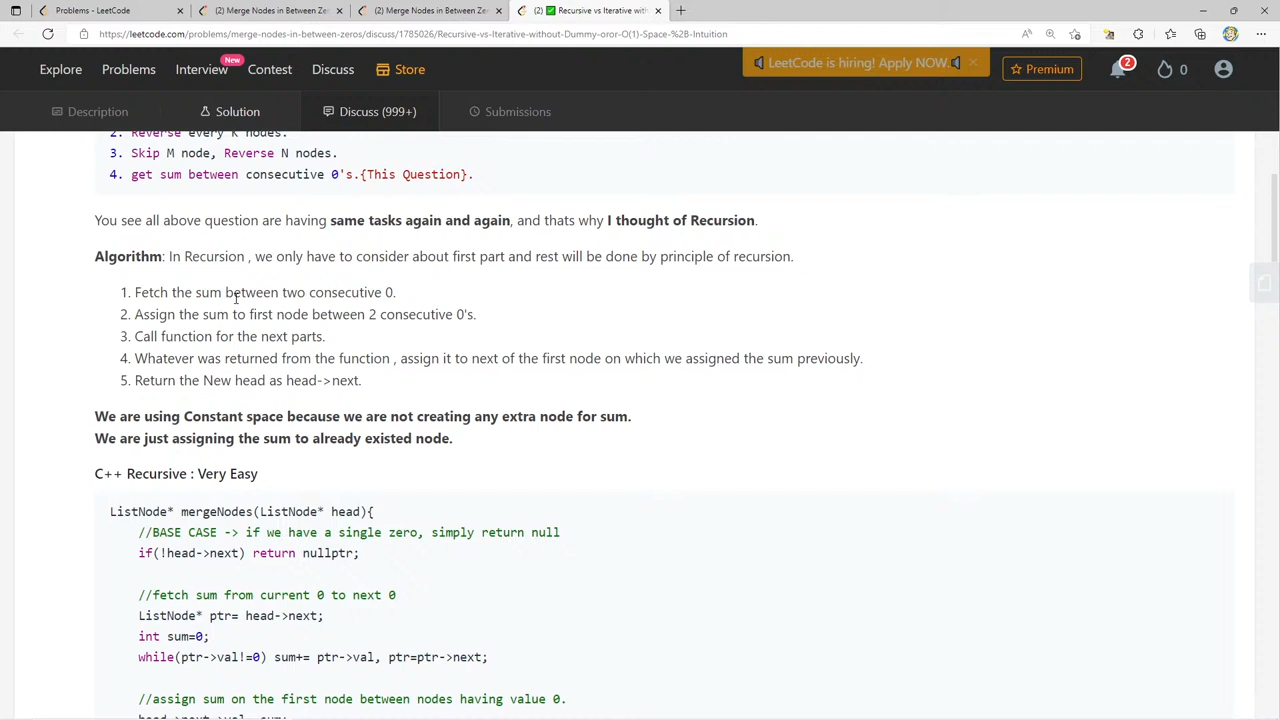 Problems - LeetCode
(2) Merge Nodes in Between Zer
(2) Merge Nodes in Between Zer
(2) ✅ Recursive vs Iterative with
https://leetcode.com/problems/merge-nodes-in-between-zeros/discuss/1785026/Recursive-vs-Iterative-without-Dummy-oror-O(1)-Space-%2B-Intuition
New
Explore Problems Interview Contest Discuss Store
LeetCode is hiring! Apply NOW.
Premium
2
0
Description Solution Discuss (999+) Submissions
2. Reverse every K nodes.
3. Skip M node, Reverse N nodes.
4. get sum between consecutive 0's.{This Question}.
You see all above question are having same tasks again and again, and thats why I thought of Recursion.
Algorithm: In Recursion , we only have to consider about first part and rest will be done by principle of recursion.
1. Fetch the sum between two consecutive 0.
2. Assign the sum to first node between 2 consecutive 0's.
3. Call function for the next parts.
4. Whatever was returned from the function , assign it to next of the first node on which we assigned the sum previously.
5. Return the New head as head->next.
We are using Constant space because we are not creating any extra node for sum.
We are just assigning the sum to already existed node.
C++ Recursive : Very Easy
ListNode* mergeNodes(ListNode* head){
//BASE CASE -> if we have a single zero, simply return null
if(!head->next) return nullptr;
//fetch sum from current 0 to next 0
ListNode* ptr= head->next;
int sum=0;
while(ptr->val!=0) sum+= ptr->val, ptr=ptr->next;
//assign sum on the first node between nodes having value 0.
head->next->val= sum;